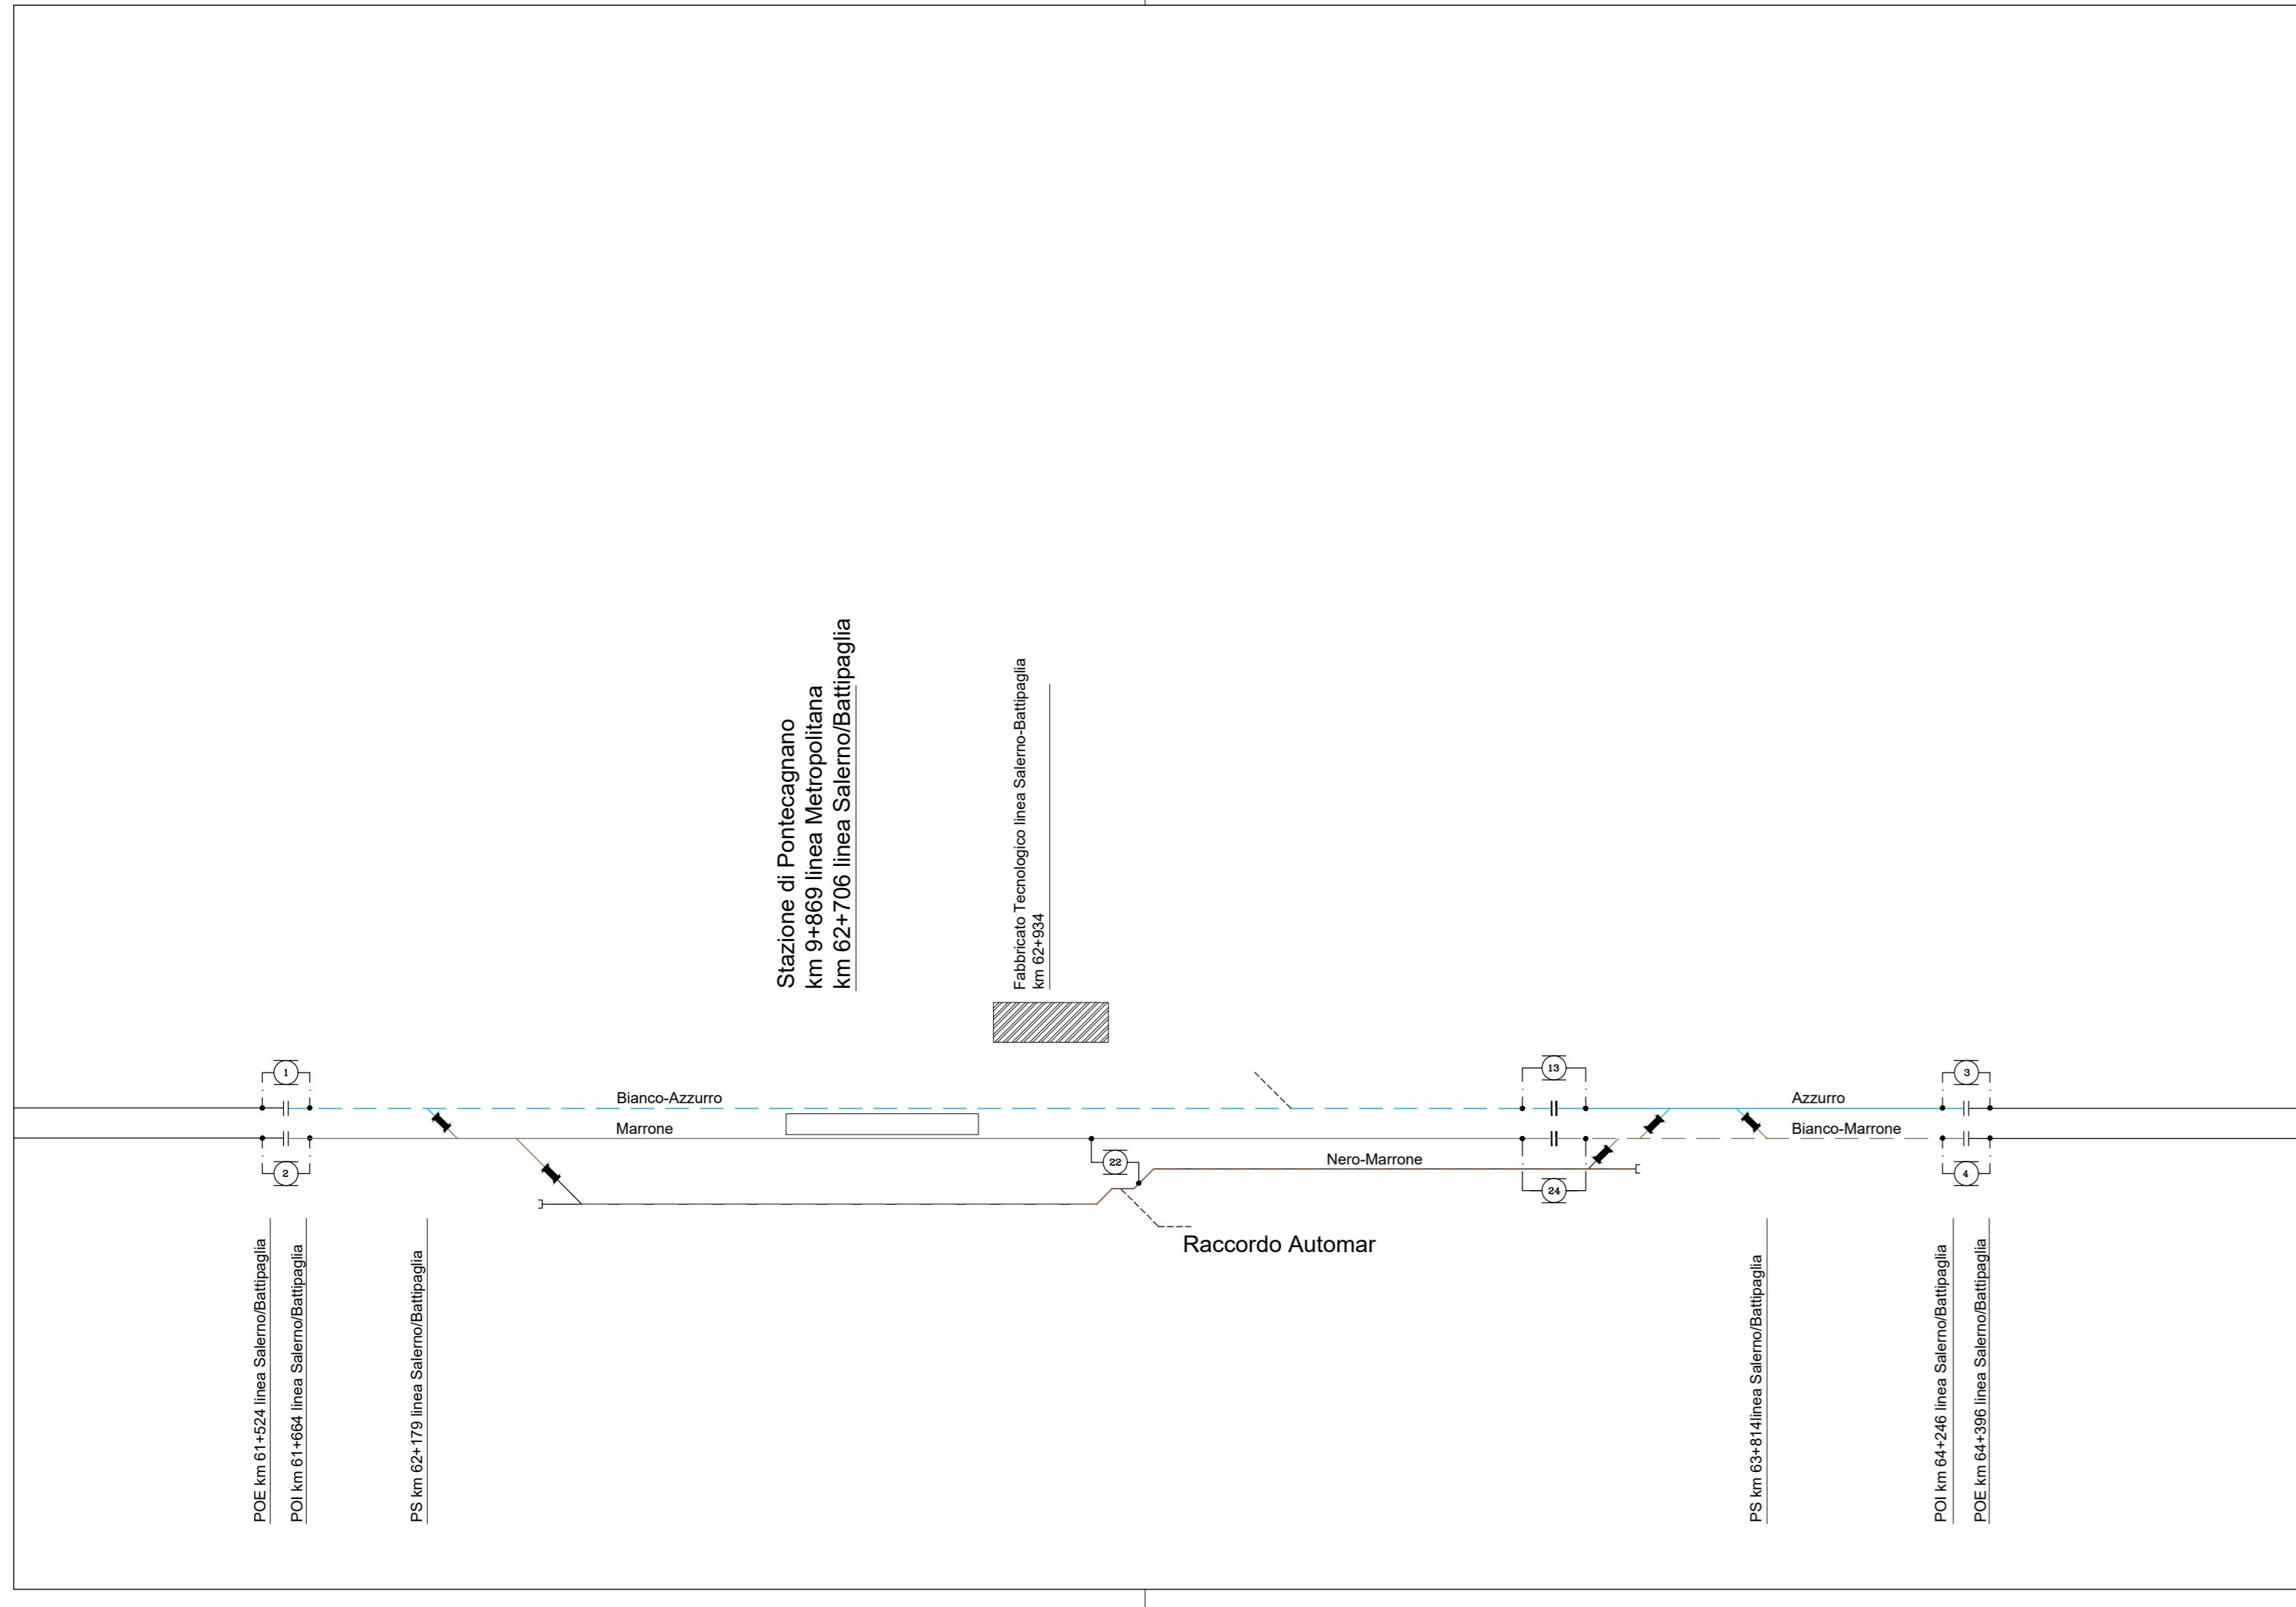 Stazione di Pontecagnano
km 9+869 linea Metropolitana
km 62+706 linea Salerno/Battipaglia
Fabbricato Tecnologico linea Salerno-Battipaglia
km 62+934
1
13
3
Bianco-Azzurro
Azzurro
Marrone
Bianco-Marrone
2
22
Nero-Marrone
24
4
Raccordo Automar
POE km 61+524 linea Salerno/Battipaglia
POI km 61+664 linea Salerno/Battipaglia
PS km 62+179 linea Salerno/Battipaglia
PS km 63+814linea Salerno/Battipaglia
POI km 64+246 linea Salerno/Battipaglia
POE km 64+396 linea Salerno/Battipaglia